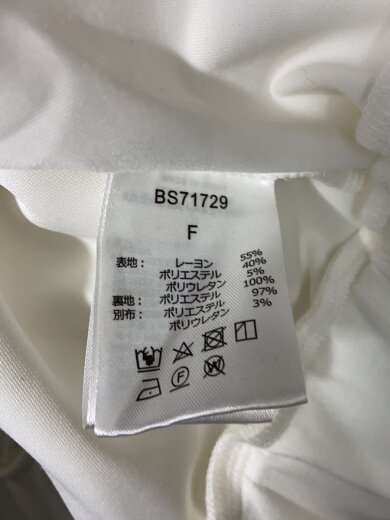 BS71729
F
表地： レーヨン 55%
ポリエステル 40%
ポリウレタン 5%
裏地： ポリエステル 100%
別布： ポリエステル 97%
ポリウレタン 3%
F
W